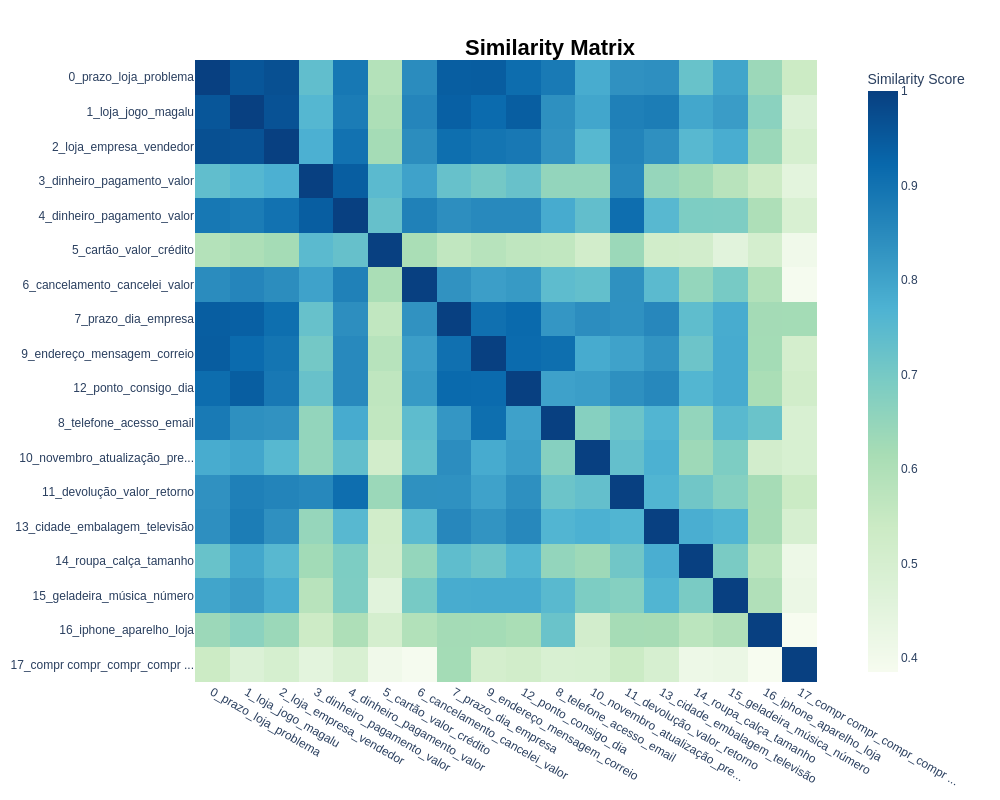 Similarity Matrix
0_prazo_loja_problema
1_loja_jogo_magalu
2_loja_empresa_vendedor
3_dinheiro_pagamento_valor
4_dinheiro_pagamento_valor
5_cartão_valor_crédito
6_cancelamento_cancelei_valor
7_prazo_dia_empresa
9_endereço_mensagem_correio
12_ponto_consigo_dia
8_telefone_acesso_email
10_novembro_atualização_pre...
11_devolução_valor_retorno
13_cidade_embalagem_televisão
14_roupa_calça_tamanho
15_geladeira_música_número
16_iphone_aparelho_loja
17_compr compr_compr_compr ...
0_prazo_loja_problema
1_loja_jogo_magalu
2_loja_empresa_vendedor
3_dinheiro_pagamento_valor
4_dinheiro_pagamento_valor
5_cartão_valor_crédito
6_cancelamento_cancelei_valor
7_prazo_dia_empresa
9_endereço_mensagem_correio
12_ponto_consigo_dia
8_telefone_acesso_email
10_novembro_atualização_pre...
11_devolução_valor_retorno
13_cidade_embalagem_televisão
14_roupa_calça_tamanho
15_geladeira_música_número
16_iphone_aparelho_loja
17_compr compr_compr_compr ...
Similarity Score
1
0.9
0.8
0.7
0.6
0.5
0.4